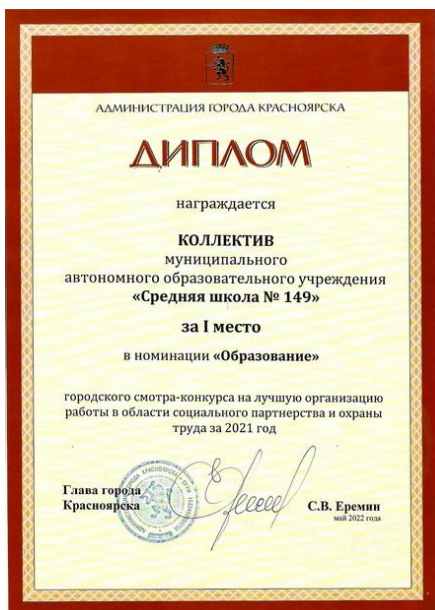 АДМИНИСТРАЦИЯ ГОРОДА КРАСНОЯРСКА
ДИПЛОМ
награждается
КОЛЛЕКТИВ
муниципального
автономного образовательного учреждения
«Средняя школа № 149»
за I место
в номинации «Образование»
городского смотра-конкурса на лучшую организацию
работы в области социального партнерства и охраны
труда за 2021 год
Глава города
Красноярска
С.В. Еремин
май 2022 года